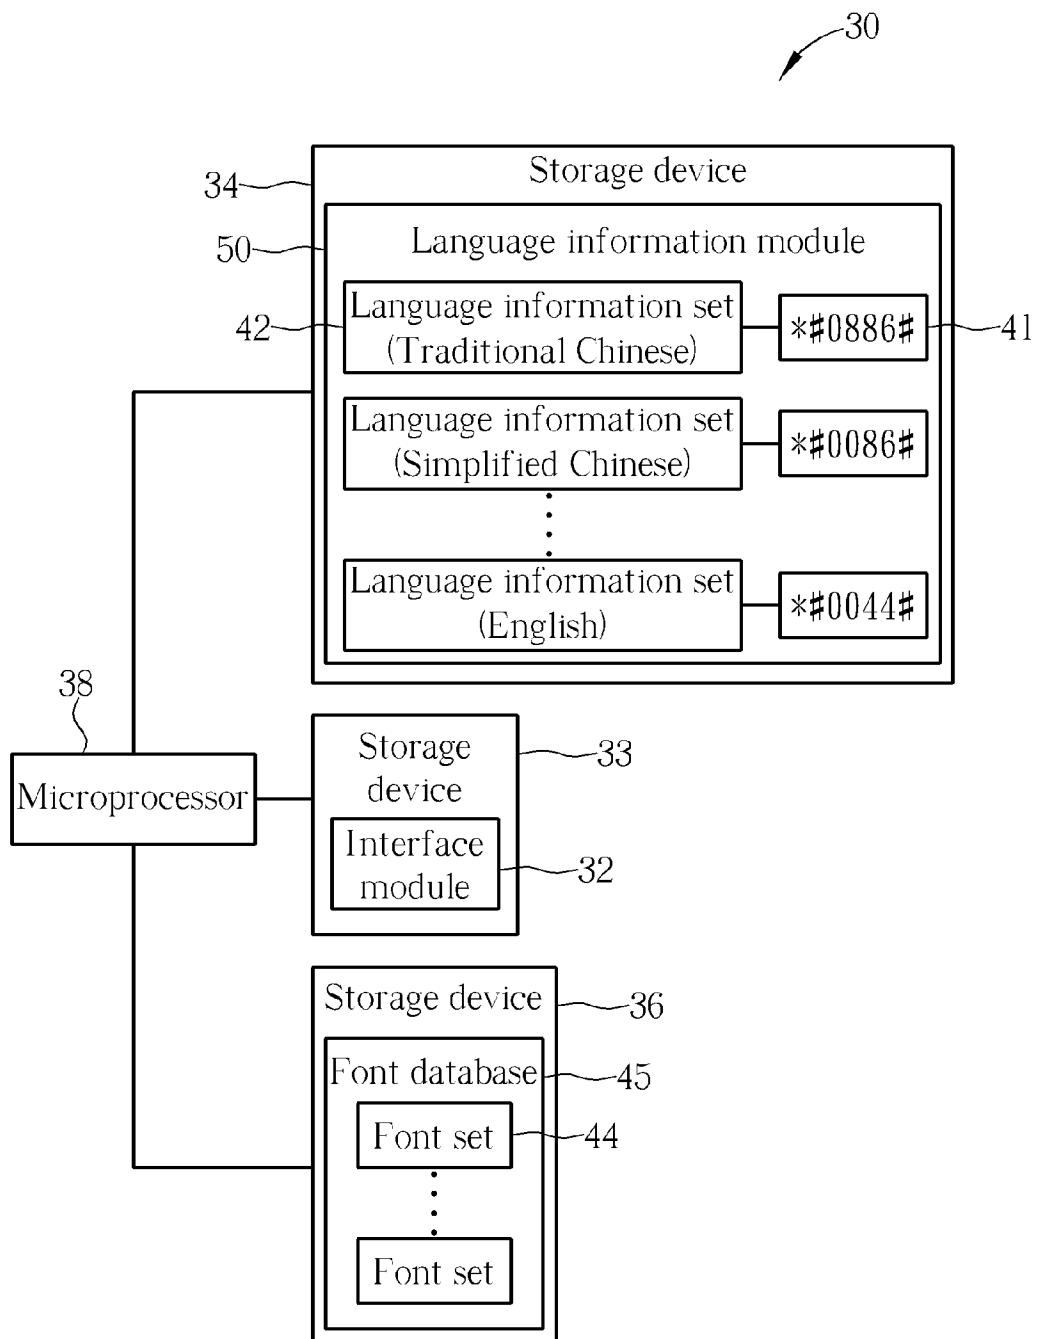 30
Storage device
34
50
Language information module
Language information set
(Traditional Chinese)
42
*#0886#
41
Language information set
(Simplified Chinese)
*#0086#
Language information set
(English)
*#0044#
38
Microprocessor
Storage
device
33
Interface
module
32
Storage device
36
Font database
45
Font set
44
Font set